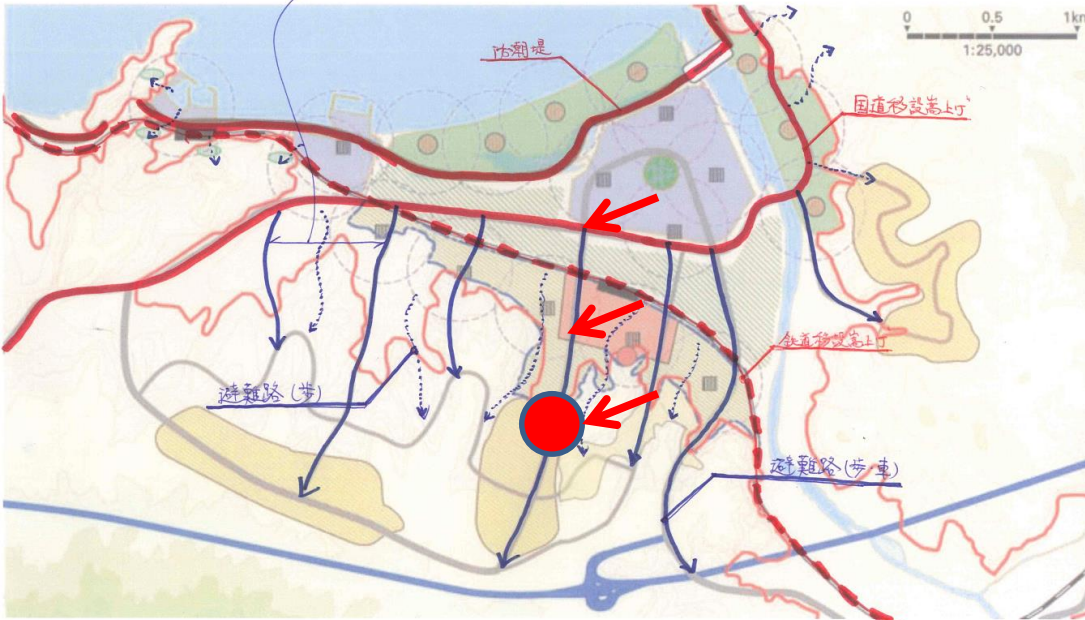 0 0.5 1km
1:25,000
防潮堤
国道移設嵩上げ
鉄道移設嵩上げ
避難路(歩)
避難路(歩・車)